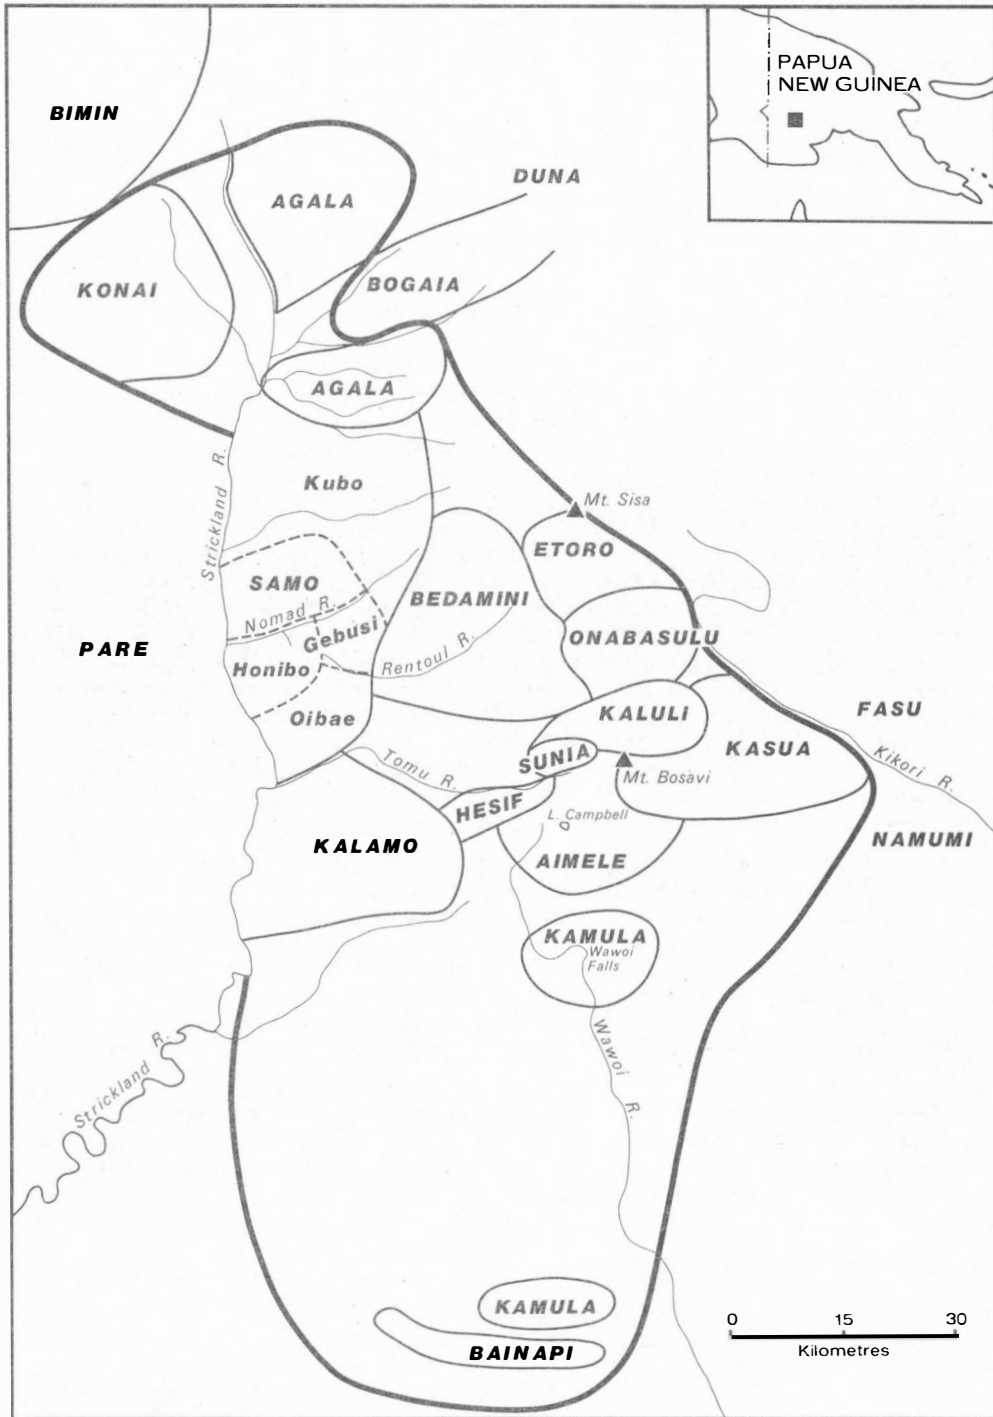 PAPUA
NEW GUINEA
BIMIN
DUNA
AGALA
BOGAIA
KONAI
AGALA
Strickland R.
Kubo
Mt. Sisa
ETORO
SAMO
BEDAMINI
Nomad R.
Gebusi
ONABASULU
PARE
Honibo
Rentoul R.
Oibae
KALULI
FASU
KASUA
SUNIA
Tomu R.
Mt. Bosavi
Kikori R.
HESIF
L. Campbell
KALAMO
AIMELE
NAMUMI
KAMULA
Wawoi
Falls
Wawoi R.
Strickland R.
KAMULA
BAINAPI
0 15 30
Kilometres